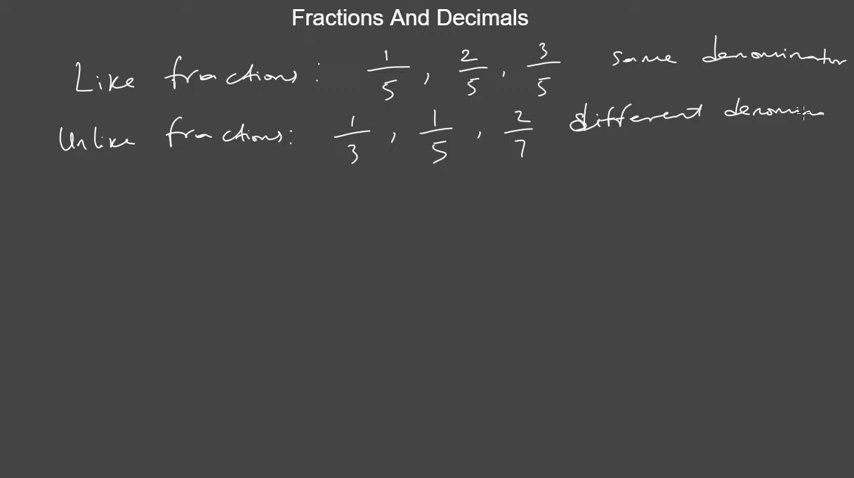 Fractions And Decimals
Like fractions: 1/5, 2/5, 3/5 same denominator
Unlike fractions: 1/3, 1/5, 2/7 different denomina